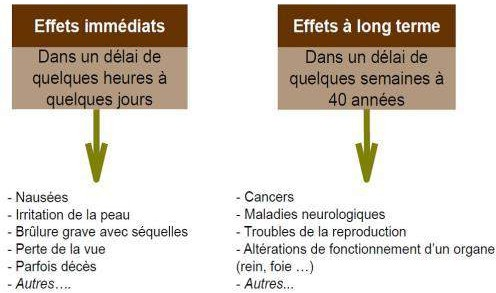 Effets immédiats
Dans un délai de
quelques heures à
quelques jours
- Nausées
- Irritation de la peau
- Brûlure grave avec séquelles
- Perte de la vue
- Parfois décès
- Autres….
Effets à long terme
Dans un délai de
quelques semaines à
40 années
- Cancers
- Maladies neurologiques
- Troubles de la reproduction
- Altérations de fonctionnement d’un organe
(rein, foie …)
- Autres...